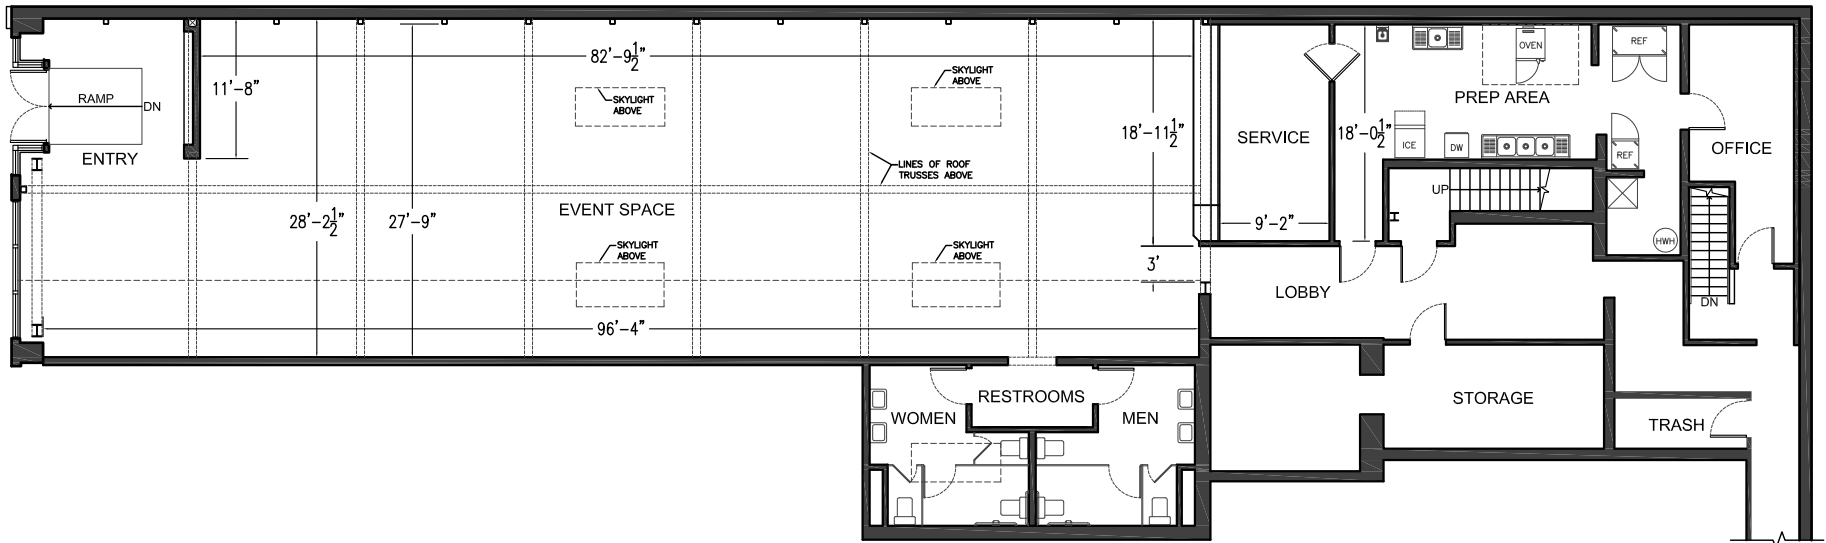 82'-9½"
11'-8"
RAMP
DN
ENTRY
28'-2½"
27'-9"
SKYLIGHT
ABOVE
SKYLIGHT
ABOVE
LINES OF ROOF
TRUSSES ABOVE
EVENT SPACE
SKYLIGHT
ABOVE
SKYLIGHT
ABOVE
96'-4"
18'-11½"
3'
SERVICE
9'-2"
18'-0½"
OVEN
REF
PREP AREA
ICE
DW
REF
OFFICE
UP
HWH
DN
LOBBY
RESTROOMS
WOMEN
MEN
STORAGE
TRASH